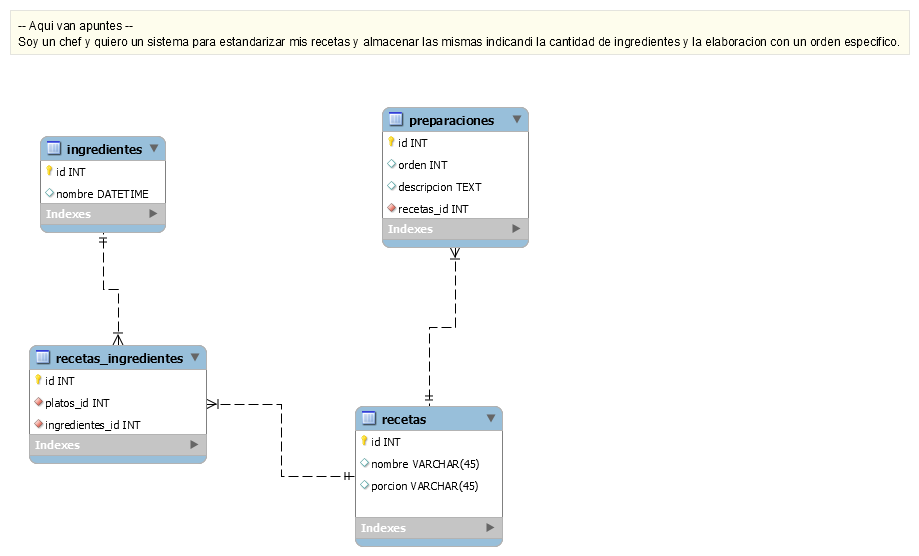 -- Aqui van apuntes --
Soy un chef y quiero un sistema para estandarizar mis recetas y almacenar las mismas indicandi la cantidad de ingredientes y la elaboracion con un orden especifico.
preparaciones
id INT
orden INT
descripcion TEXT
recetas_id INT
Indexes
ingredientes
id INT
nombre DATETIME
Indexes
recetas_ingredientes
id INT
platos_id INT
ingredientes_id INT
Indexes
recetas
id INT
nombre VARCHAR(45)
porcion VARCHAR(45)
Indexes